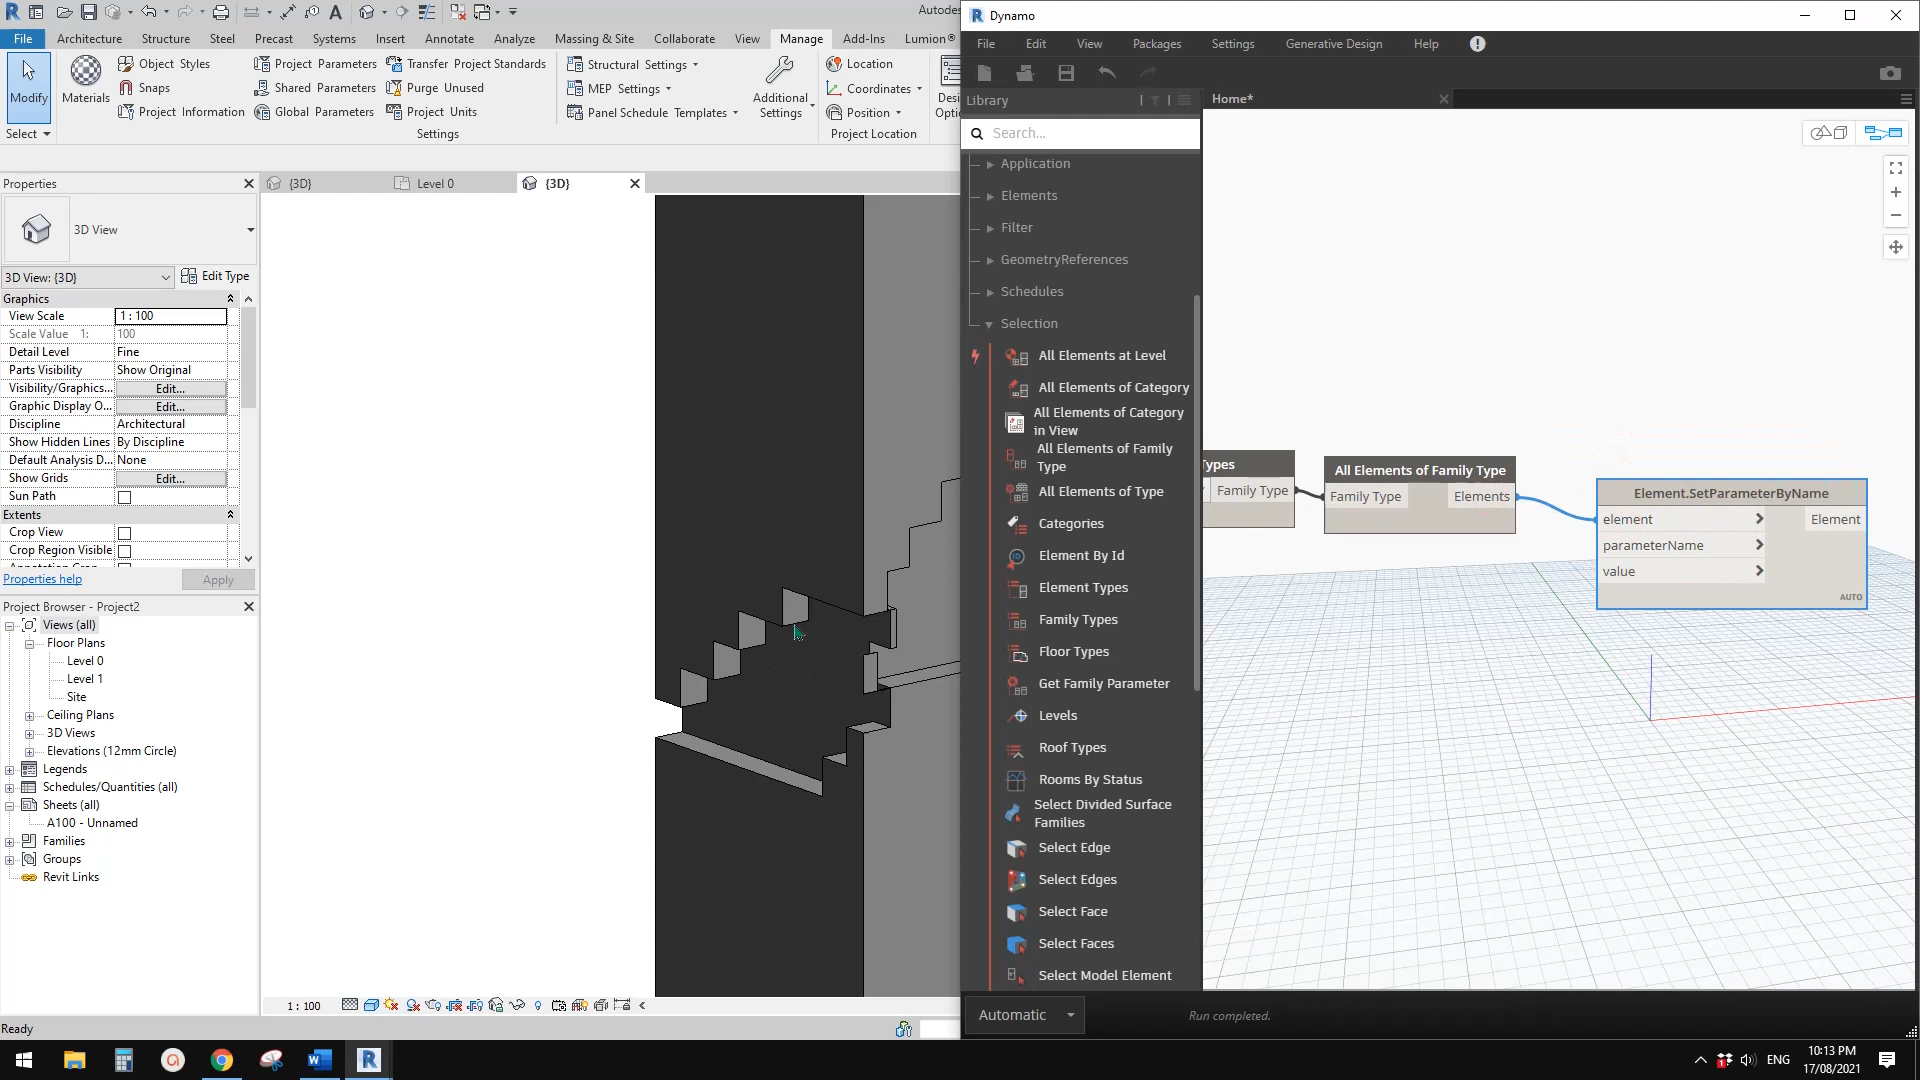 Autodes
File Architecture Structure Steel Precast Systems Insert Annotate Analyze Massing & Site Collaborate View Manage Add-Ins Lumion®
Modify
Materials
Object Styles
Snaps
Project Information
Project Parameters
Shared Parameters
Global Parameters
Transfer Project Standards
Purge Unused
Project Units
Structural Settings
MEP Settings
Panel Schedule Templates
Additional
Settings
Location
Coordinates
Position
Desi
Optio
Select
Settings
Project Location
Properties
{3D}
Level 0
{3D}
3D View
3D View: {3D}
Edit Type
Graphics
View Scale 1 : 100
Scale Value 1: 100
Detail Level Fine
Parts Visibility Show Original
Visibility/Graphics... Edit...
Graphic Display O... Edit...
Discipline Architectural
Show Hidden Lines By Discipline
Default Analysis D... None
Show Grids Edit...
Sun Path
Extents
Crop View
Crop Region Visible
Properties help
Apply
Project Browser - Project2
Views (all)
Floor Plans
Level 0
Level 1
Site
Ceiling Plans
3D Views
Elevations (12mm Circle)
Legends
Schedules/Quantities (all)
Sheets (all)
A100 - Unnamed
Families
Groups
Revit Links
1 : 100
Ready
Dynamo
File Edit View Packages Settings Generative Design Help
Library
Home*
Search...
Application
Elements
Filter
GeometryReferences
Schedules
Selection
All Elements at Level
All Elements of Category
All Elements of Category
in View
All Elements of Family
Type
All Elements of Type
Categories
Element By Id
Element Types
Family Types
Floor Types
Get Family Parameter
Levels
Roof Types
Rooms By Status
Select Divided Surface
Families
Select Edge
Select Edges
Select Face
Select Faces
Select Model Element
Types
Family Type
All Elements of Family Type
Family Type Elements
Element.SetParameterByName
element > Element
parameterName >
value >
AUTO
Automatic
Run completed.
ENG
10:13 PM
17/08/2021